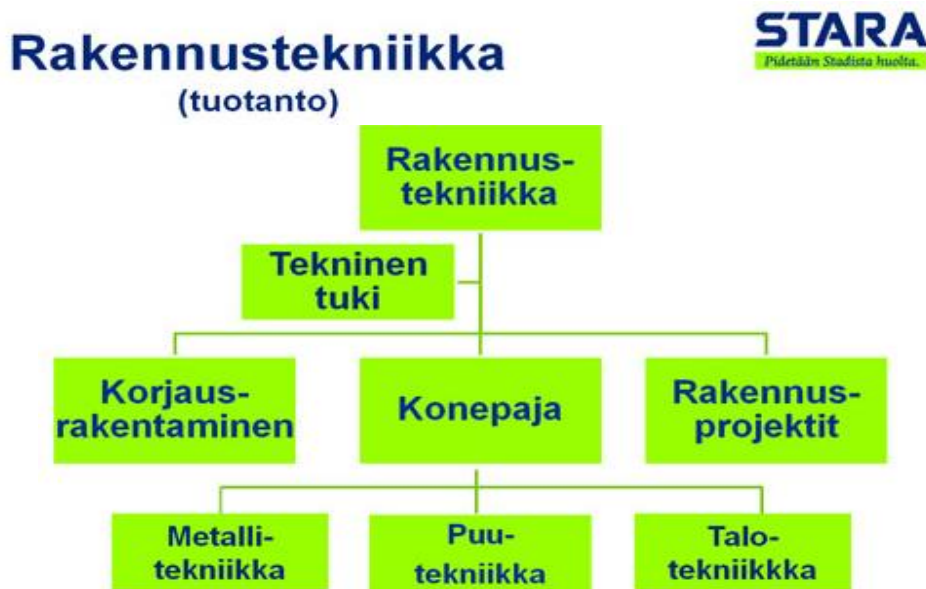 STARA
Pidetään Stadista huolta.
Rakennustekniikka
(tuotanto)
Rakennus-
tekniikka
Tekninen
tuki
Korjaus-
rakentaminen
Konepaja
Rakennus-
projektit
Metalli-
tekniikka
Puu-
tekniikka
Talo-
tekniikkka